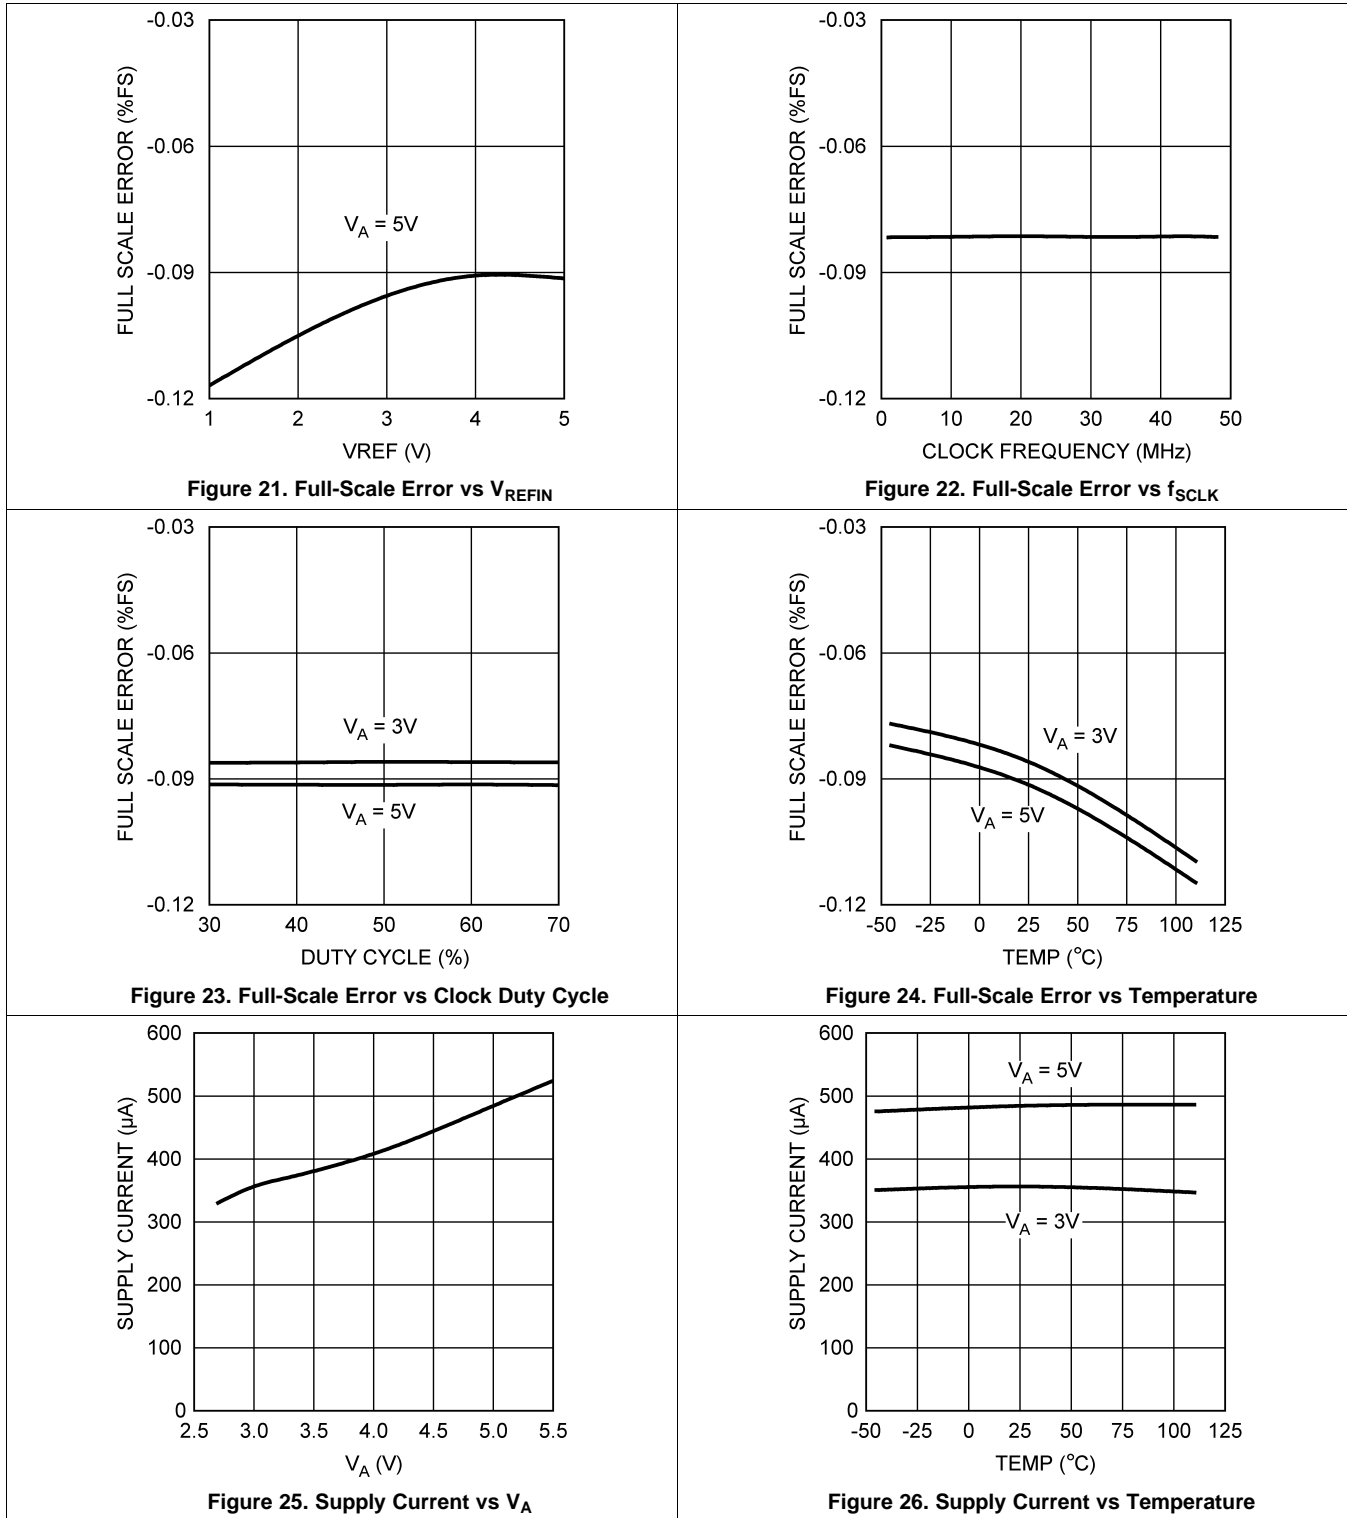 -0.03
-0.06
-0.09
-0.12
FULL SCALE ERROR (%FS)
V_A = 5V
1 2 3 4 5
VREF (V)
Figure 21. Full-Scale Error vs V_REFIN
-0.03
-0.06
-0.09
-0.12
FULL SCALE ERROR (%FS)
0 10 20 30 40 50
CLOCK FREQUENCY (MHz)
Figure 22. Full-Scale Error vs f_SCLK
-0.03
-0.06
-0.09
-0.12
FULL SCALE ERROR (%FS)
V_A = 3V
V_A = 5V
30 40 50 60 70
DUTY CYCLE (%)
Figure 23. Full-Scale Error vs Clock Duty Cycle
-0.03
-0.06
-0.09
-0.12
FULL SCALE ERROR (%FS)
V_A = 3V
V_A = 5V
-50 -25 0 25 50 75 100 125
TEMP (°C)
Figure 24. Full-Scale Error vs Temperature
600
500
400
300
200
100
0
SUPPLY CURRENT (µA)
2.5 3.0 3.5 4.0 4.5 5.0 5.5
V_A (V)
Figure 25. Supply Current vs V_A
600
500
400
300
200
100
0
SUPPLY CURRENT (µA)
V_A = 5V
V_A = 3V
-50 -25 0 25 50 75 100 125
TEMP (°C)
Figure 26. Supply Current vs Temperature